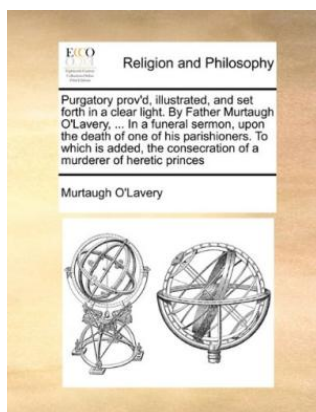 ECCO
Religion and Philosophy
Purgatory prov'd, illustrated, and set
forth in a clear light. By Father Murtaugh
O'Lavery, ... In a funeral sermon, upon
the death of one of his parishioners. To
which is added, the consecration of a
murderer of heretic princes
Murtaugh O'Lavery